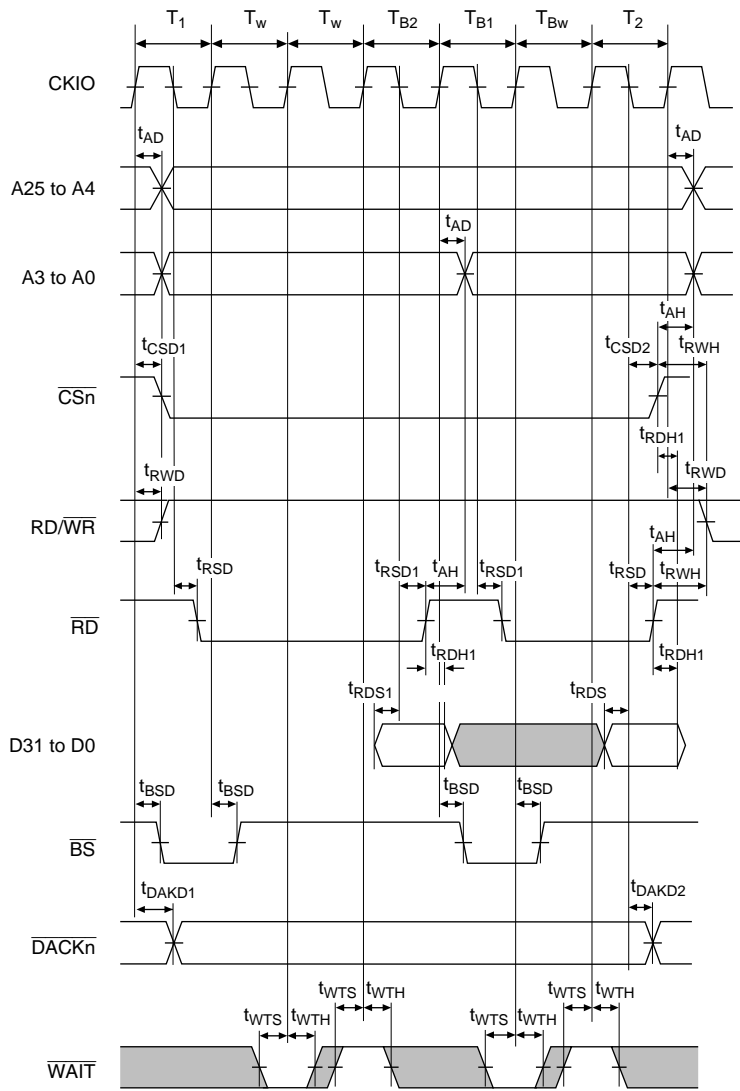 T1 Tw Tw TB2 TB1 TBw T2
CKIO
tAD tAD
A25 to A4
tAD
A3 to A0
tAH
tCSD1 tCSD2 tRWH
CSn
tRDH1
tRWD tRWD
RD/WR
tAH
tRSD tRSD1 tAH tRSD1 tRSD tRWH
RD
tRDH1 tRDH1
tRDS1 tRDS
D31 to D0
tBSD tBSD tBSD tBSD
BS
tDAKD1 tDAKD2
DACKn
tWTS tWTH tWTS tWTH
tWTS tWTH tWTS tWTH
WAIT